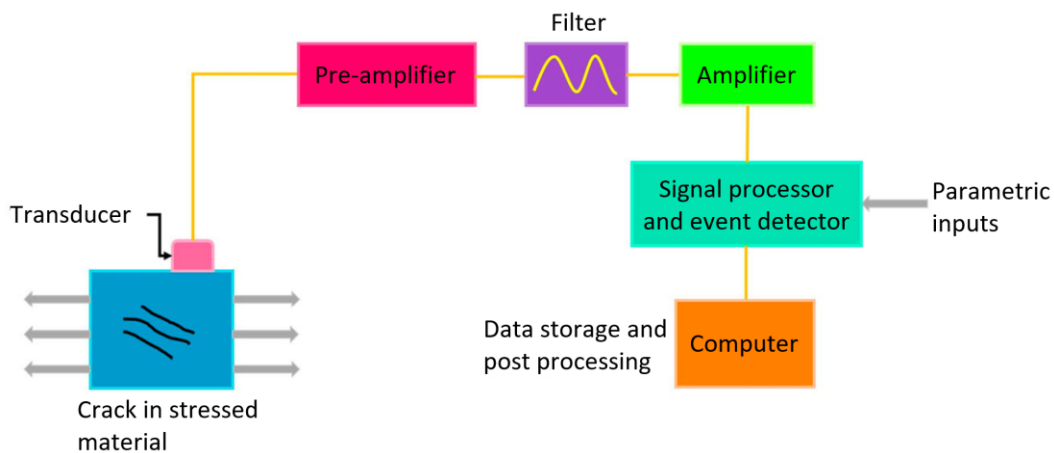 Filter
Pre-amplifier
Amplifier
Signal processor
and event detector
Parametric
inputs
Transducer
Data storage and
post processing
Computer
Crack in stressed
material